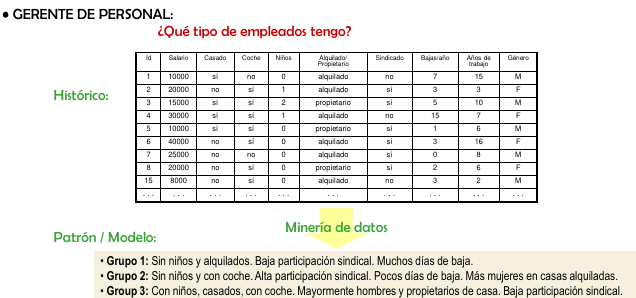 • GERENTE DE PERSONAL:
¿Qué tipo de empleados tengo?
Histórico:
Id Salario Casado Coche Niños Alquilado/Propietario Sindicado Bajas/año Años de trabajo Género
1 10000 sí no 0 alquilado no 7 15 M
2 20000 no sí 1 alquilado sí 3 3 F
3 15000 sí sí 2 propietario sí 5 10 M
4 30000 sí sí 1 alquilado no 15 7 F
5 10000 sí sí 0 propietario sí 1 6 M
6 40000 no sí 0 alquilado sí 3 16 F
7 25000 no no 0 alquilado sí 0 8 M
8 20000 no sí 0 propietario sí 2 6 F
15 8000 no sí 0 alquilado no 3 2 M
... ... ... ... ... ... ... ... ... ...
Minería de datos
Patrón / Modelo:
• Grupo 1: Sin niños y alquilados. Baja participación sindical. Muchos días de baja.
• Grupo 2: Sin niños y con coche. Alta participación sindical. Pocos días de baja. Más mujeres en casas alquiladas.
• Group 3: Con niños, casados, con coche. Mayormente hombres y propietarios de casa. Baja participación sindical.